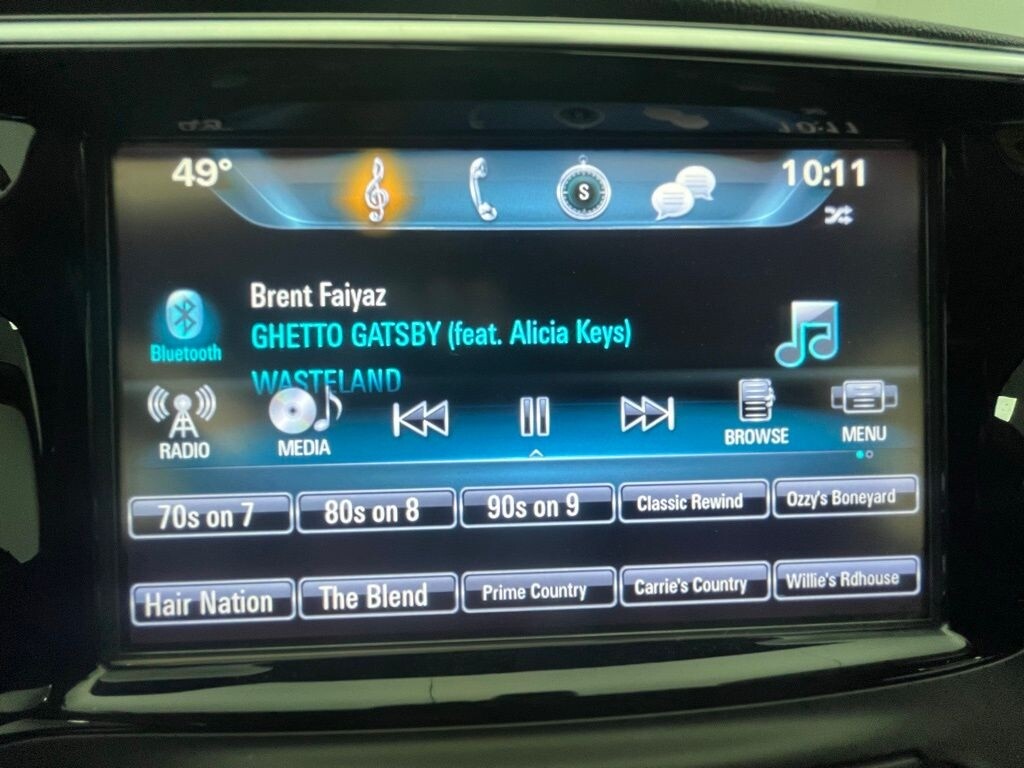 49° 10:11
S
Brent Faiyaz
Bluetooth
GHETTO GATSBY (feat. Alicia Keys)
WASTELAND
RADIO MEDIA BROWSE MENU
70s on 7 80s on 8 90s on 9 Classic Rewind Ozzy's Boneyard
Hair Nation The Blend Prime Country Carrie's Country Willie's Rdhouse